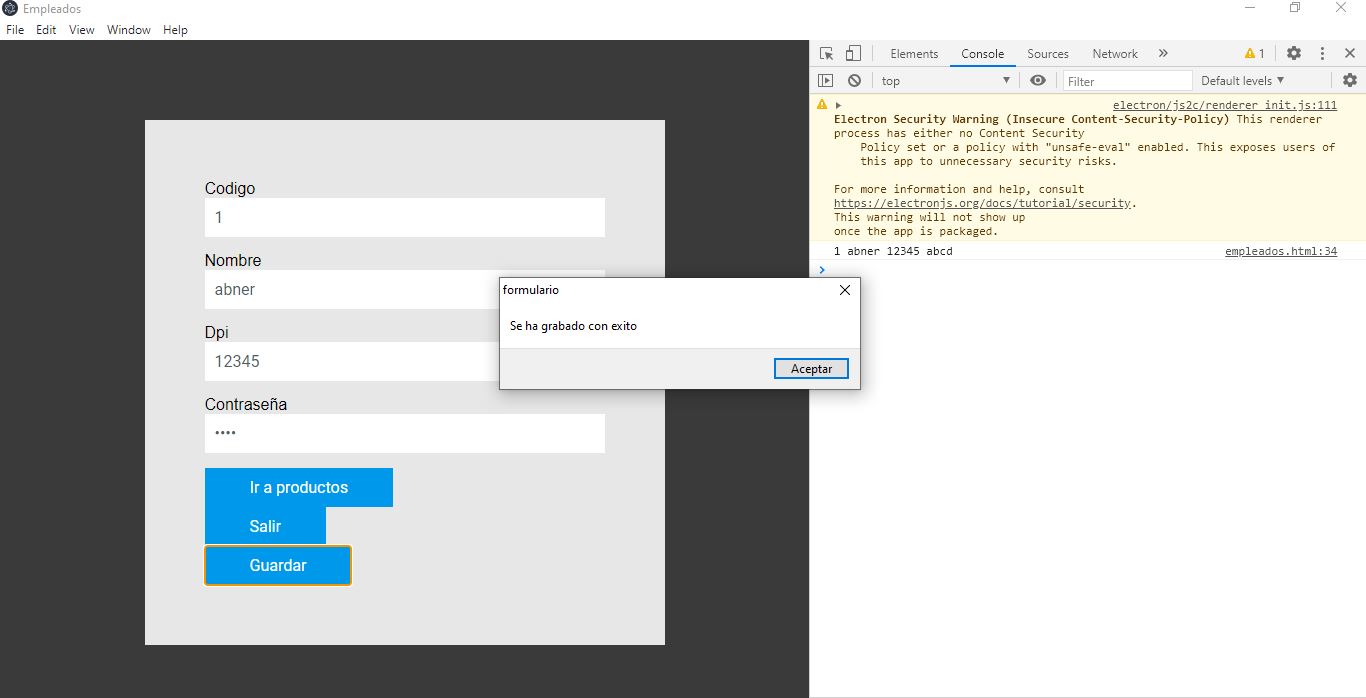 Empleados
File Edit View Window Help
Elements Console Sources Network » 1
top Filter Default levels
electron/js2c/renderer_init.js:111
Electron Security Warning (Insecure Content-Security-Policy) This renderer
process has either no Content Security
Policy set or a policy with "unsafe-eval" enabled. This exposes users of
this app to unnecessary security risks.
For more information and help, consult
https://electronjs.org/docs/tutorial/security.
This warning will not show up
once the app is packaged.
1 abner 12345 abcd empleados.html:34
Codigo
1
Nombre
abner
Dpi
12345
Contraseña
••••
Ir a productos
Salir
Guardar
formulario
Se ha grabado con exito
Aceptar